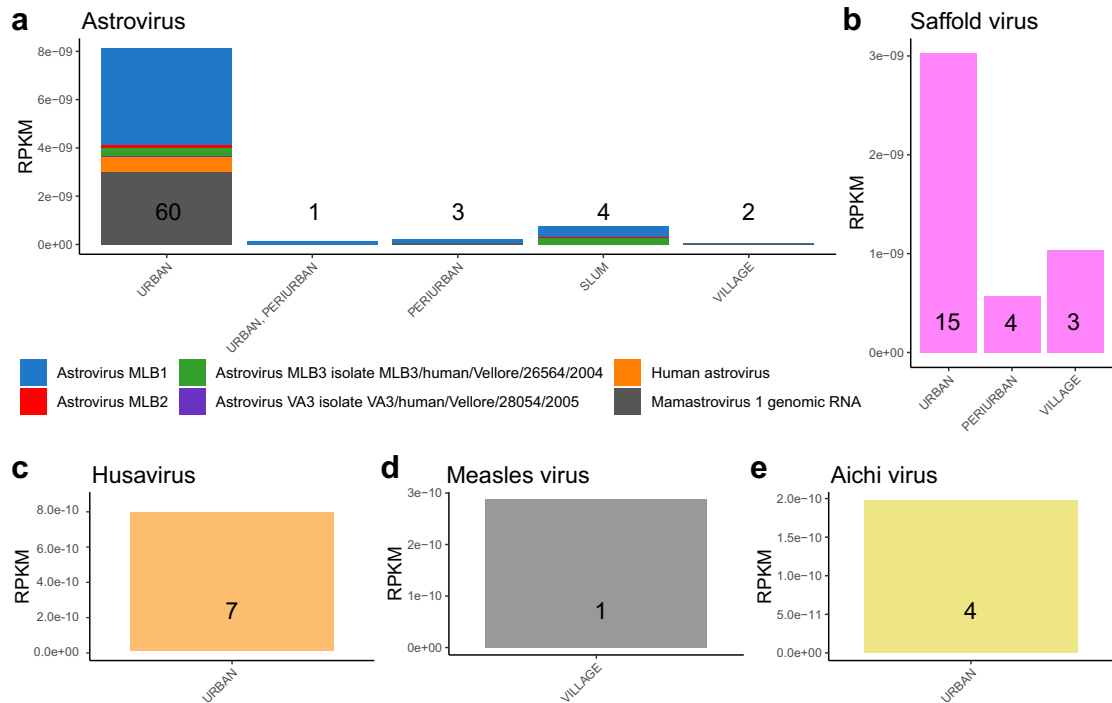 a Astrovirus
8e−09
6e−09
4e−09
2e−09
0e+00
RPKM
60
1
3
4
2
URBAN
URBAN, PERIURBAN
PERIURBAN
SLUM
VILLAGE
Astrovirus MLB1
Astrovirus MLB2
Astrovirus MLB3 isolate MLB3/human/Vellore/26564/2004
Astrovirus VA3 isolate VA3/human/Vellore/28054/2005
Human astrovirus
Mamastrovirus 1 genomic RNA
b Saffold virus
3e−09
2e−09
1e−09
0e+00
RPKM
15
4
3
URBAN
PERIURBAN
VILLAGE
c Husavirus
8.0e−10
6.0e−10
4.0e−10
2.0e−10
0.0e+00
RPKM
7
URBAN
d Measles virus
3e−10
2e−10
1e−10
0e+00
RPKM
1
VILLAGE
e Aichi virus
2.0e−10
1.5e−10
1.0e−10
5.0e−11
0.0e+00
RPKM
4
URBAN